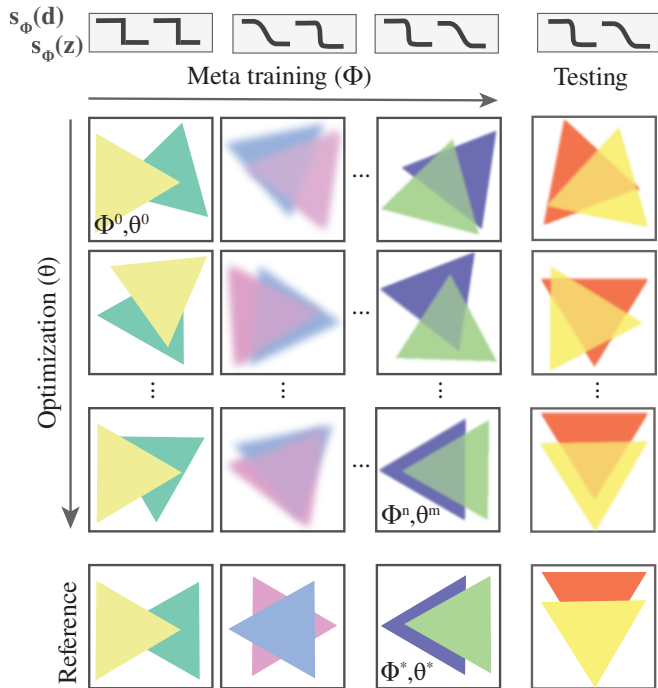 s_Φ(d)
s_Φ(z)
Meta training (Φ)
Testing
Optimization (θ)
Φ⁰,θ⁰
...
...
...
...
...
...
...
Φⁿ,θᵐ
Reference
Φ*,θ*